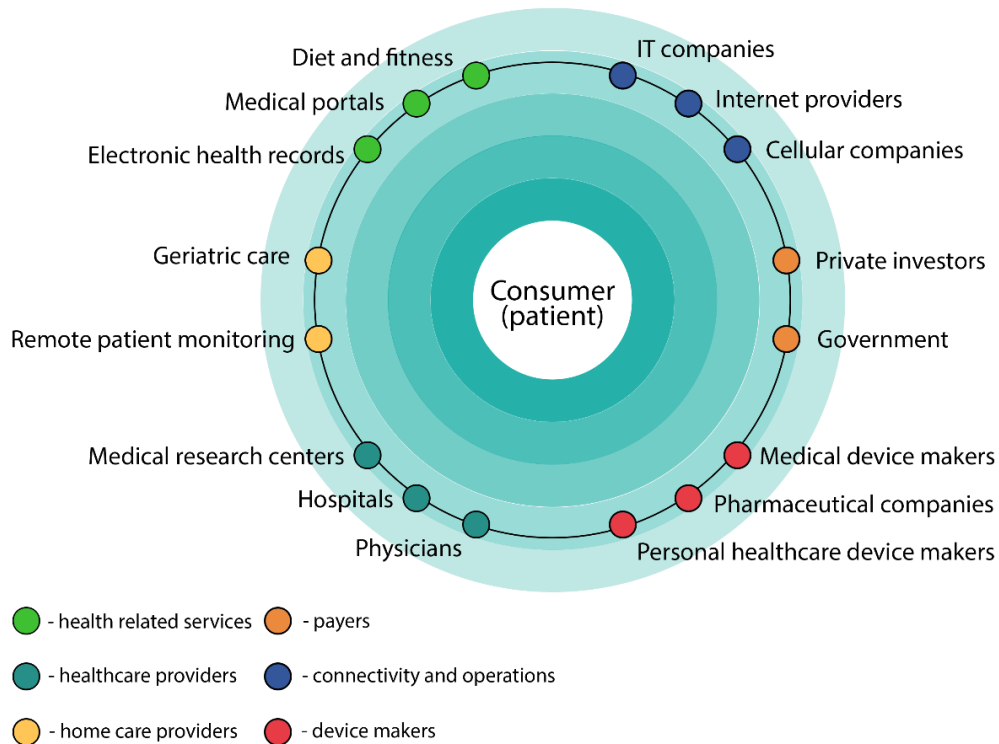 Diet and fitness
IT companies
Medical portals
Internet providers
Electronic health records
Cellular companies
Geriatric care
Private investors
Consumer
(patient)
Remote patient monitoring
Government
Medical research centers
Medical device makers
Hospitals
Pharmaceutical companies
Physicians
Personal healthcare device makers
- health related services
- payers
- healthcare providers
- connectivity and operations
- home care providers
- device makers